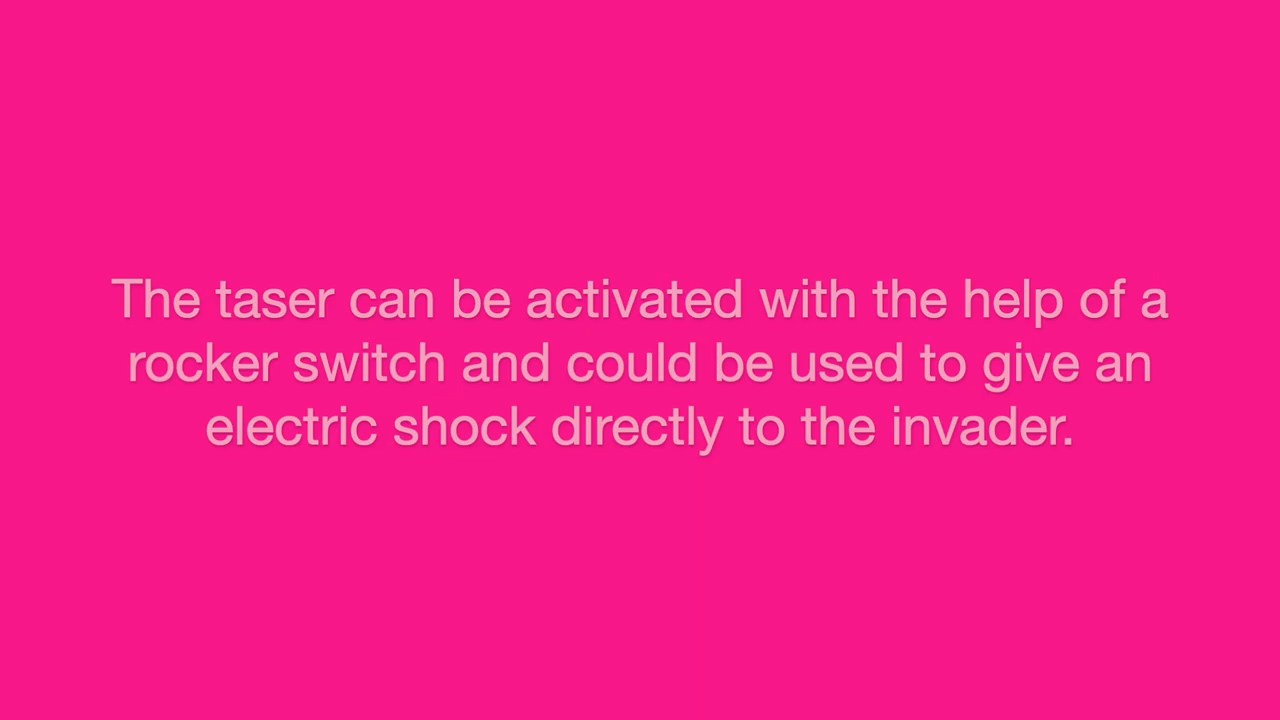 The taser can be activated with the help of a
rocker switch and could be used to give an
electric shock directly to the invader.